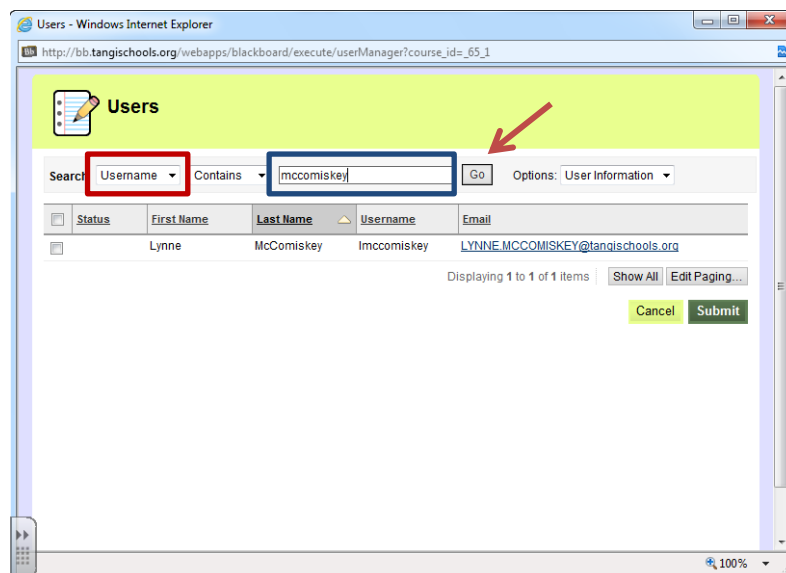 Users - Windows Internet Explorer
http://bb.tangischools.org/webapps/blackboard/execute/userManager?course_id=_65_1
Users
Search Username Contains mccomiskey Go Options: User Information
Status First Name Last Name Username Email
Lynne McComiskey lmccomiskey LYNNE.MCCOMISKEY@tangischools.org
Displaying 1 to 1 of 1 items Show All Edit Paging...
Cancel Submit
100%